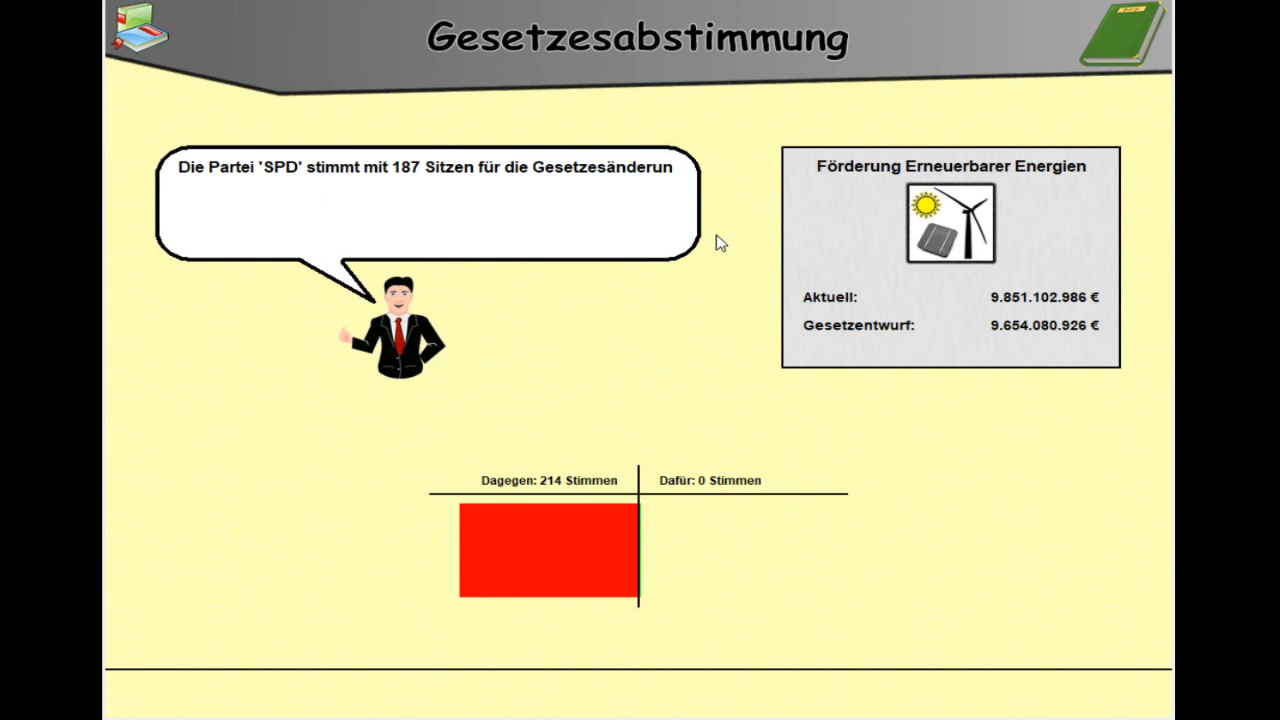 Gesetzesabstimmung
Die Partei 'SPD' stimmt mit 187 Sitzen für die Gesetzesänderun
Förderung Erneuerbarer Energien
Aktuell: 9.851.102.986 €
Gesetzentwurf: 9.654.080.926 €
Dagegen: 214 Stimmen Dafür: 0 Stimmen